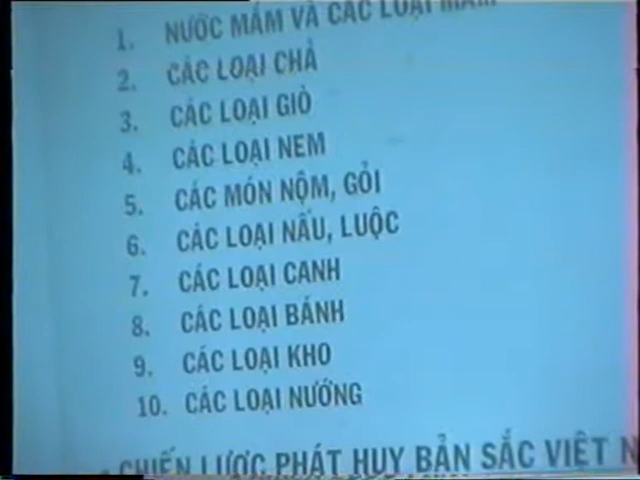 1. NƯỚC MẮM VÀ CÁC LOẠI MẮM
2. CÁC LOẠI CHẢ
3. CÁC LOẠI GIÒ
4. CÁC LOẠI NEM
5. CÁC MÓN NỘM, GỎI
6. CÁC LOẠI NẤU, LUỘC
7. CÁC LOẠI CANH
8. CÁC LOẠI BÁNH
9. CÁC LOẠI KHO
10. CÁC LOẠI NƯỚNG
CHIẾN LƯỢC PHÁT HUY BẢN SẮC VIỆT N